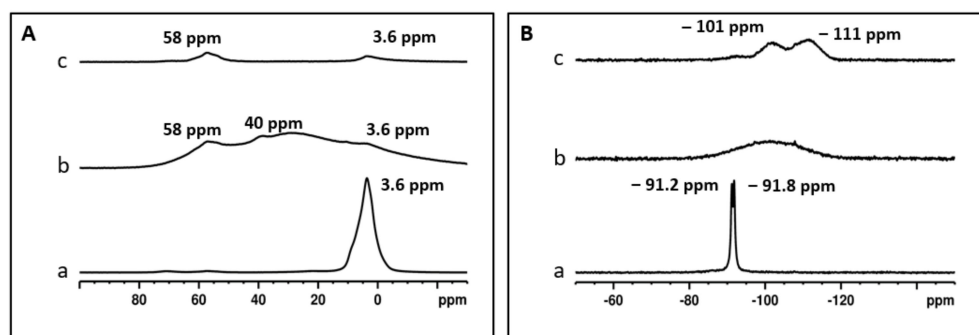 A
58 ppm
3.6 ppm
c
58 ppm
40 ppm
3.6 ppm
b
3.6 ppm
a
80 60 40 20 0 ppm
B
– 101 ppm
– 111 ppm
c
b
– 91.2 ppm
– 91.8 ppm
a
-60 -80 -100 -120 ppm